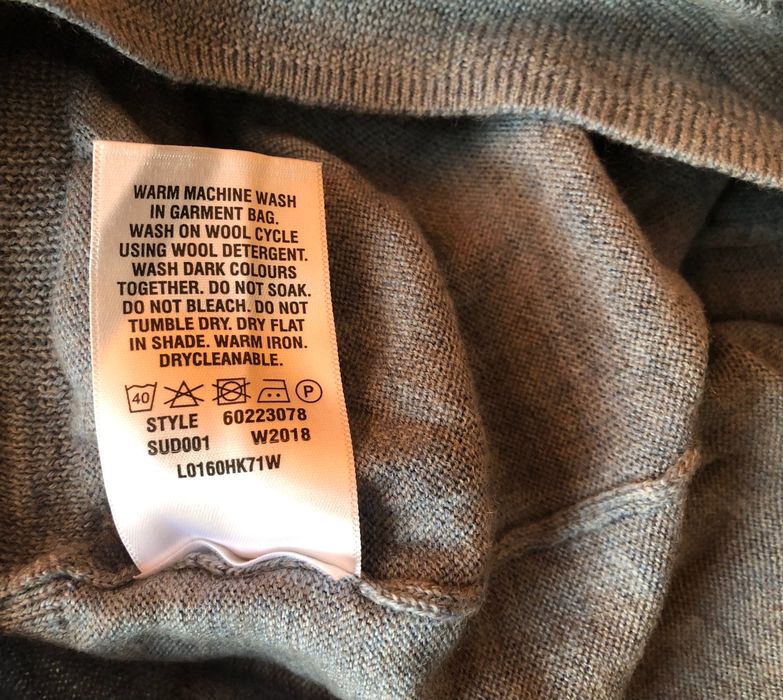 WARM MACHINE WASH
IN GARMENT BAG.
WASH ON WOOL CYCLE
USING WOOL DETERGENT.
WASH DARK COLOURS
TOGETHER. DO NOT SOAK.
DO NOT BLEACH. DO NOT
TUMBLE DRY. DRY FLAT
IN SHADE. WARM IRON.
DRYCLEANABLE.
40 P
STYLE 60223078
SUD001 W2018
L0160HK71W